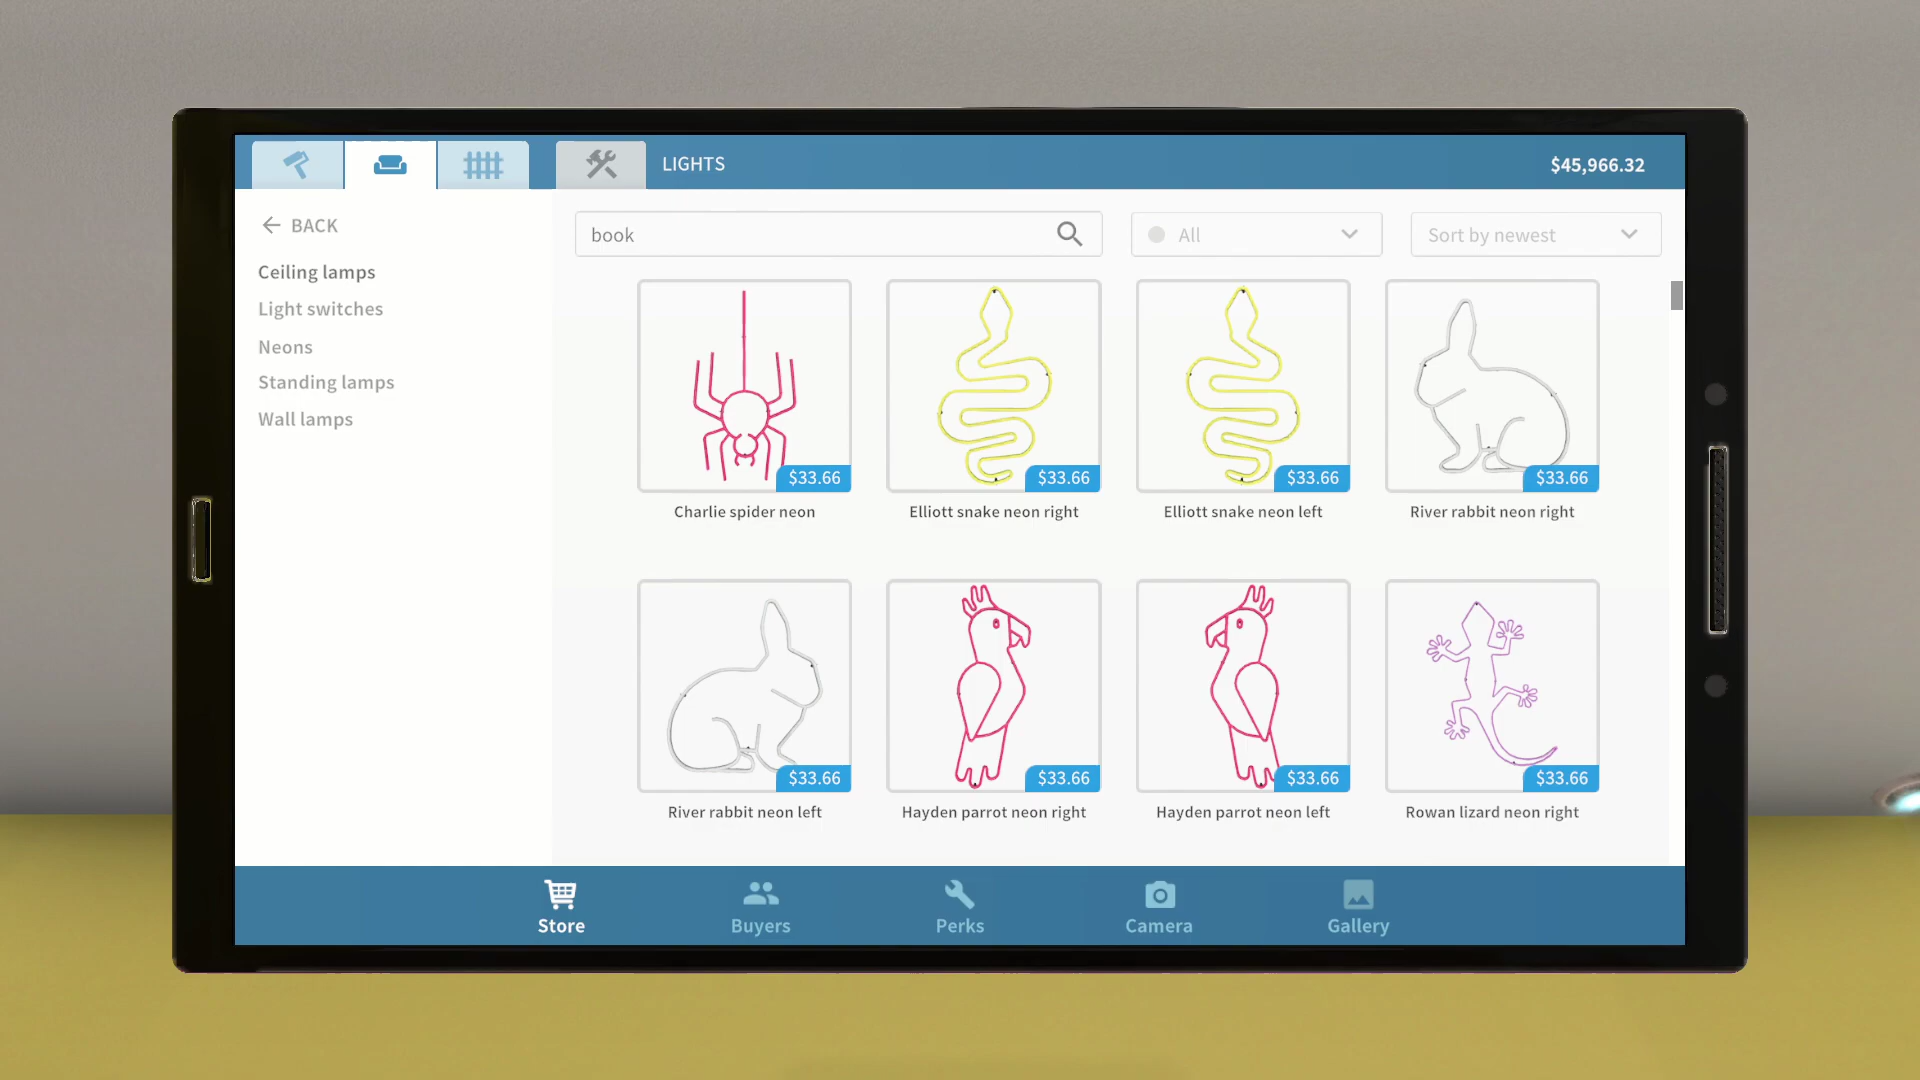 LIGHTS
$45,966.32
BACK
Ceiling lamps
Light switches
Neons
Standing lamps
Wall lamps
book
All
Sort by newest
$33.66
$33.66
$33.66
$33.66
Charlie spider neon
Elliott snake neon right
Elliott snake neon left
River rabbit neon right
$33.66
$33.66
$33.66
$33.66
River rabbit neon left
Hayden parrot neon right
Hayden parrot neon left
Rowan lizard neon right
Store
Buyers
Perks
Camera
Gallery